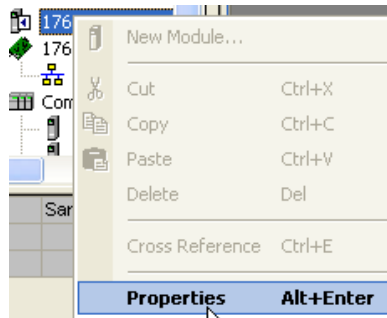 176
New Module...
176
Cut Ctrl+X
Com
Copy Ctrl+C
Paste Ctrl+V
Delete Del
Sar
Cross Reference Ctrl+E
Properties Alt+Enter